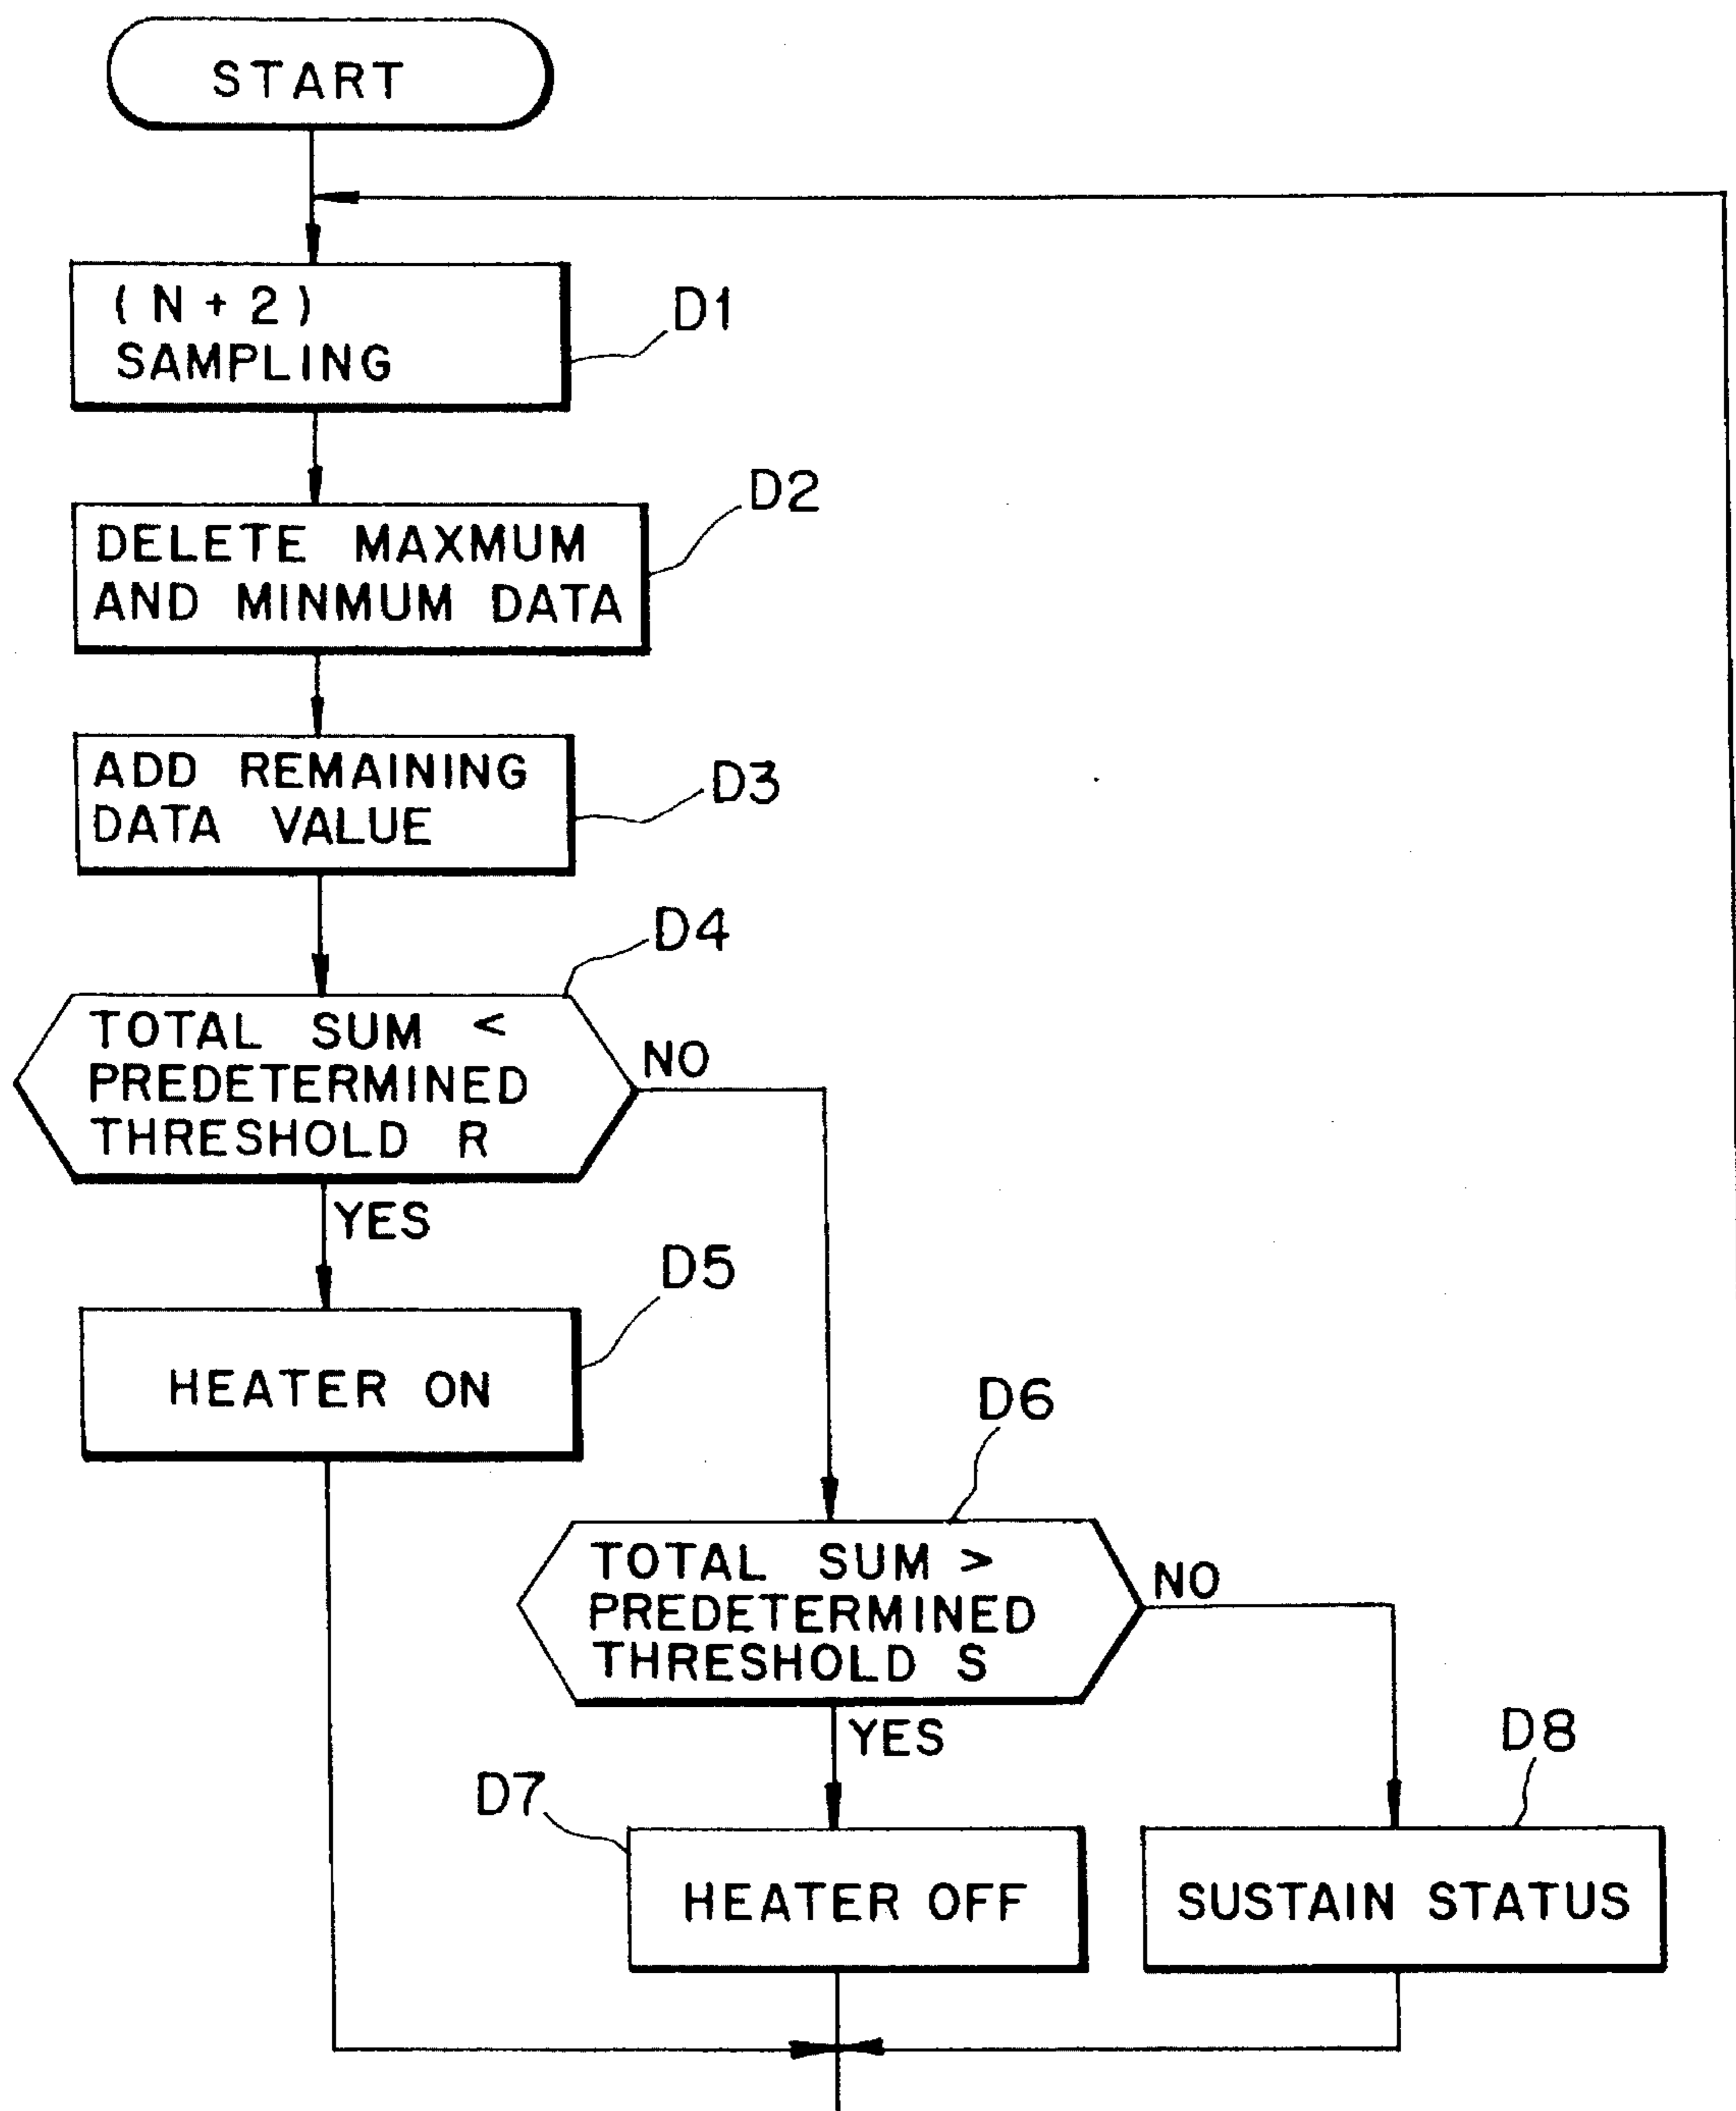 START
(N+2)
SAMPLING
D1
DELETE MAXMUM
AND MINMUM DATA
D2
ADD REMAINING
DATA VALUE
D3
TOTAL SUM <
PREDETERMINED
THRESHOLD R
D4
NO
YES
HEATER ON
D5
TOTAL SUM >
PREDETERMINED
THRESHOLD S
D6
NO
YES
HEATER OFF
D7
SUSTAIN STATUS
D8